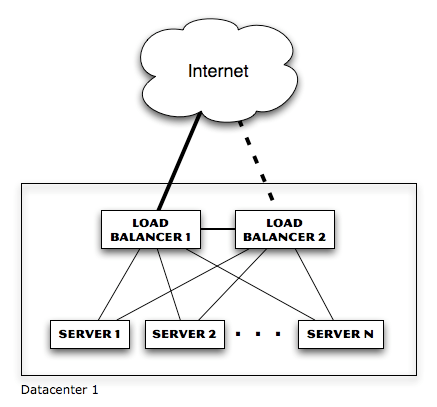 Internet
LOAD
BALANCER 1
LOAD
BALANCER 2
SERVER 1
SERVER 2
. . .
SERVER N
Datacenter 1